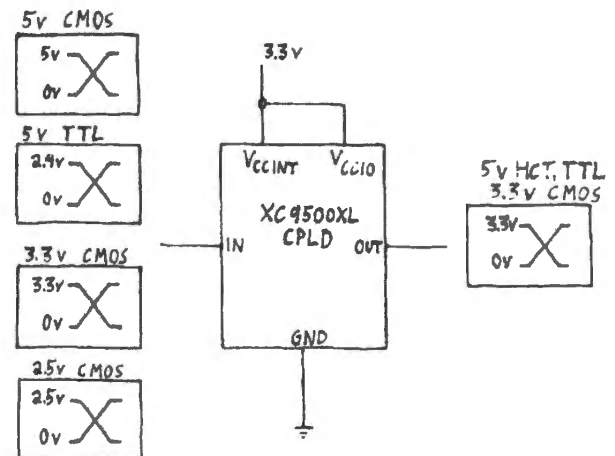 5v CMOS
5v
0v
5v TTL
2.4v
0v
3.3v CMOS
3.3v
0v
2.5v CMOS
2.5v
0v
3.3v
VCCINT
VCCIO
XC9500XL
CPLD
IN
OUT
GND
5v HCT, TTL
3.3v CMOS
3.3v
0v